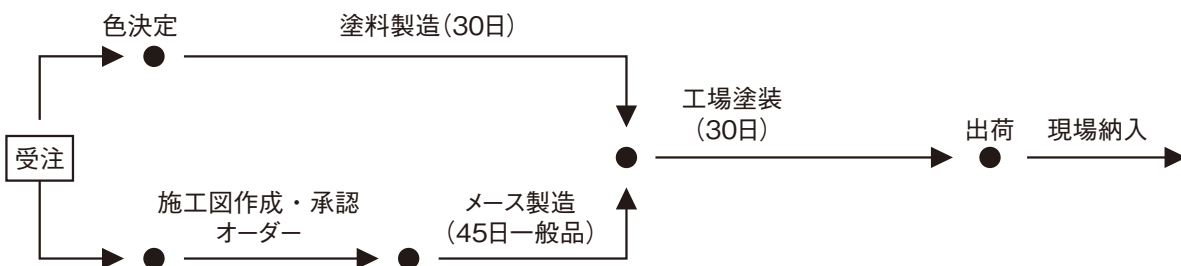 色決定
塗料製造(30日)
受注
施工図作成・承認
オーダー
メース製造
(45日一般品)
工場塗装
(30日)
出荷
現場納入